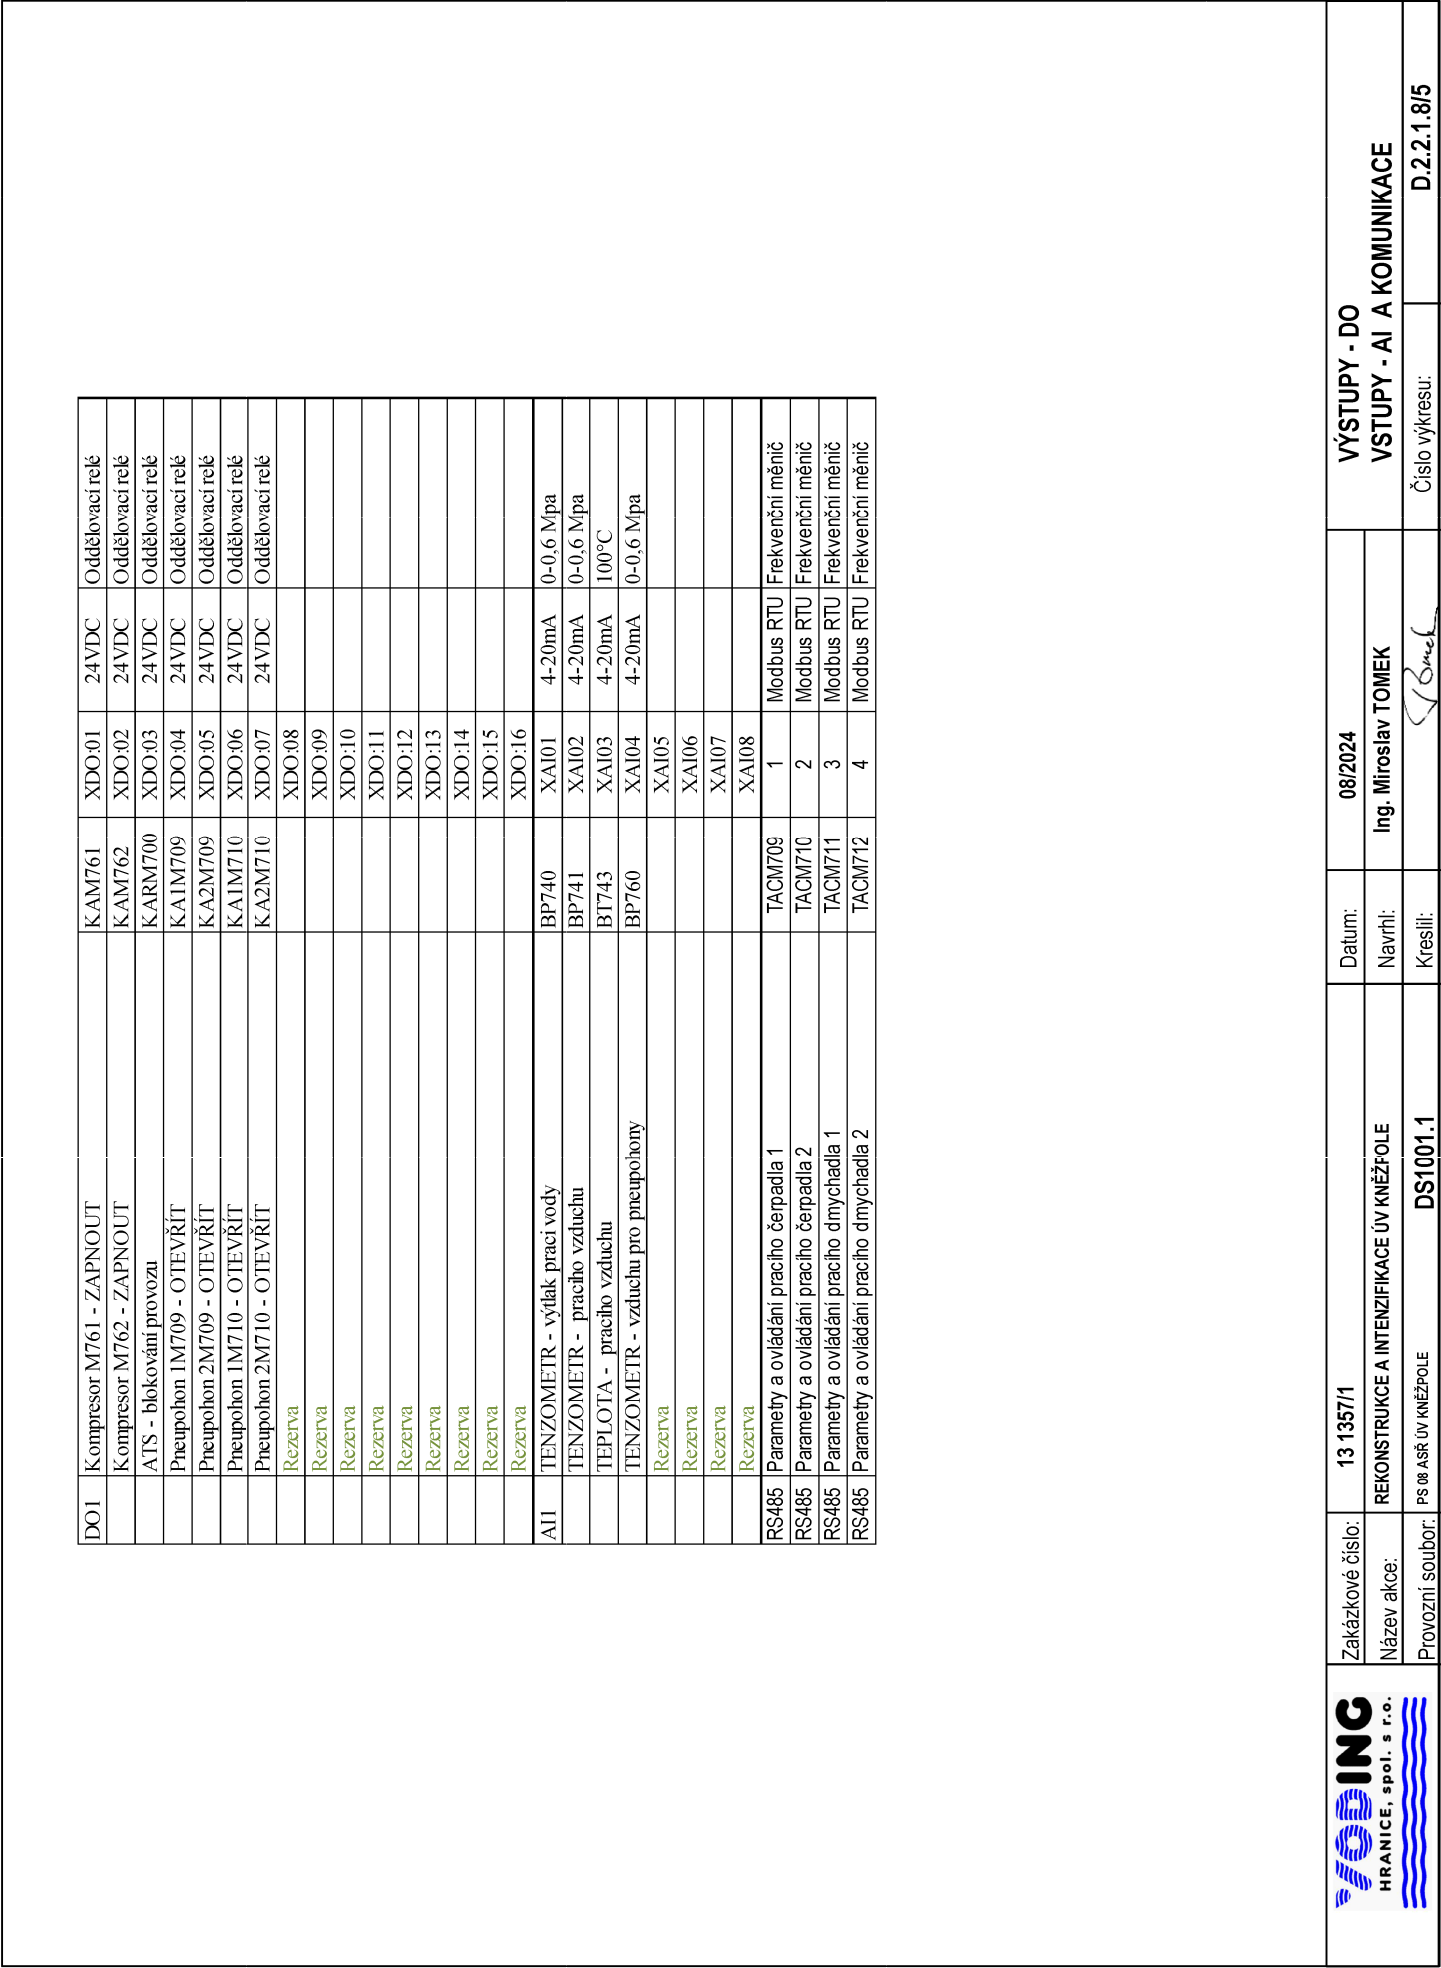 DO1 Kompresor M761 - ZAPNOUT KAM761 XDO:01 24VDC Oddělovací relé
Kompresor M762 - ZAPNOUT KAM762 XDO:02 24VDC Oddělovací relé
ATS - blokování provozu KARM700 XDO:03 24VDC Oddělovací relé
Pneupohon 1M709 - OTEVŘÍT KA1M709 XDO:04 24VDC Oddělovací relé
Pneupohon 2M709 - OTEVŘÍT KA2M709 XDO:05 24VDC Oddělovací relé
Pneupohon 1M710 - OTEVŘÍT KA1M710 XDO:06 24VDC Oddělovací relé
Pneupohon 2M710 - OTEVŘÍT KA2M710 XDO:07 24VDC Oddělovací relé
Rezerva XDO:08
Rezerva XDO:09
Rezerva XDO:10
Rezerva XDO:11
Rezerva XDO:12
Rezerva XDO:13
Rezerva XDO:14
Rezerva XDO:15
Rezerva XDO:16
AI1 TENZOMETR - výtlak prací vody BP740 XAI01 4-20mA 0-0,6 Mpa
TENZOMETR - pracího vzduchu BP741 XAI02 4-20mA 0-0,6 Mpa
TEPLOTA - pracího vzduchu BT743 XAI03 4-20mA 100°C
TENZOMETR - vzduchu pro pneupohony BP760 XAI04 4-20mA 0-0,6 Mpa
Rezerva XAI05
Rezerva XAI06
Rezerva XAI07
Rezerva XAI08
RS485 Parametry a ovládání pracího čerpadla 1 TACM709 1 Modbus RTU Frekvenční měnič
RS485 Parametry a ovládání pracího čerpadla 2 TACM710 2 Modbus RTU Frekvenční měnič
RS485 Parametry a ovládání pracího dmychadla 1 TACM711 3 Modbus RTU Frekvenční měnič
RS485 Parametry a ovládání pracího dmychadla 2 TACM712 4 Modbus RTU Frekvenční měnič
VODING
HRANICE, spol. s r.o.
Zakázkové číslo: 13 1357/1 Datum: 08/2024 VÝSTUPY - DO
Název akce: REKONSTRUKCE A INTENZIFIKACE ÚV KNĚŽPOLE Navrhl: Ing. Miroslav TOMEK VSTUPY - AI A KOMUNIKACE
Provozní soubor: PS 08 ASŘ ÚV KNĚŽPOLE DS1001.1 Kreslil: Tomek Číslo výkresu: D.2.2.1.8/5